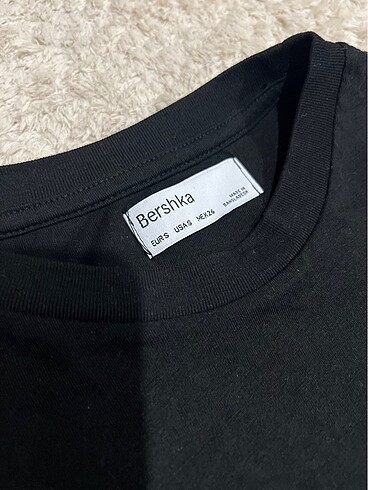 Bershka
EUR S USA S MEX 26
MADE IN
BANGLADESH